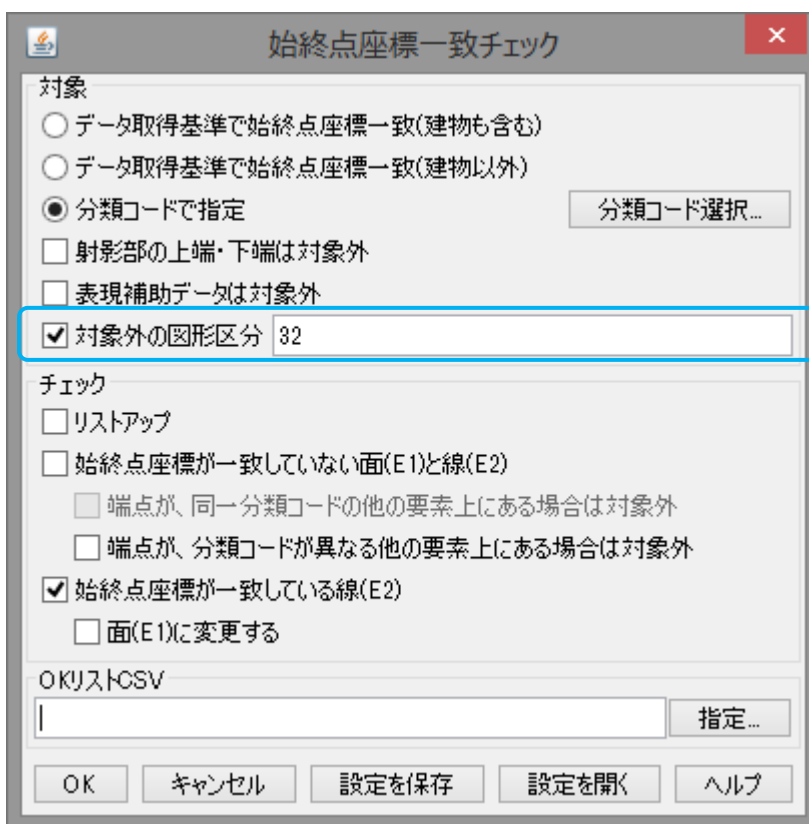 始終点座標一致チェック
対象
データ取得基準で始終点座標一致(建物も含む)
データ取得基準で始終点座標一致(建物以外)
分類コードで指定 分類コード選択...
射影部の上端・下端は対象外
表現補助データは対象外
対象外の図形区分 32
チェック
リストアップ
始終点座標が一致していない面(E1)と線(E2)
端点が、同一分類コードの他の要素上にある場合は対象外
端点が、分類コードが異なる他の要素上にある場合は対象外
始終点座標が一致している線(E2)
面(E1)に変更する
OKリストCSV
指定...
OK キャンセル 設定を保存 設定を開く ヘルプ